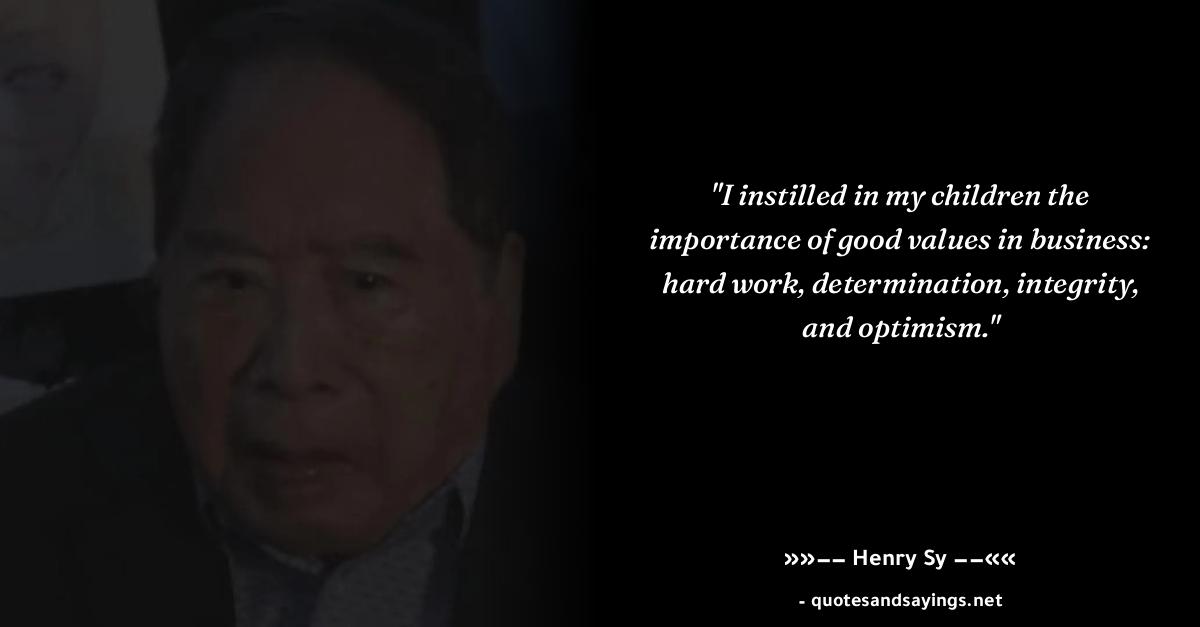 "I instilled in my children the
importance of good values in business:
hard work, determination, integrity,
and optimism."
»»–– Henry Sy ––««
- quotesandsayings.net